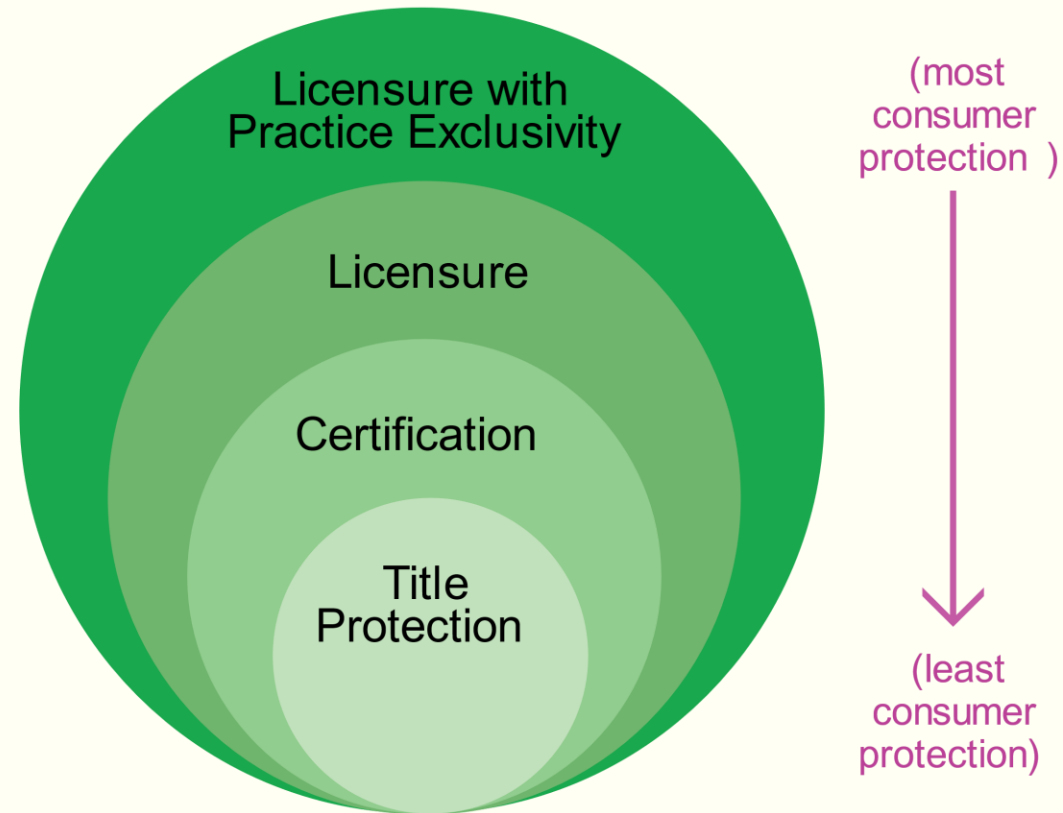 Licensure with
Practice Exclusivity
Licensure
Certification
Title
Protection
(most
consumer
protection )
(least
consumer
protection)